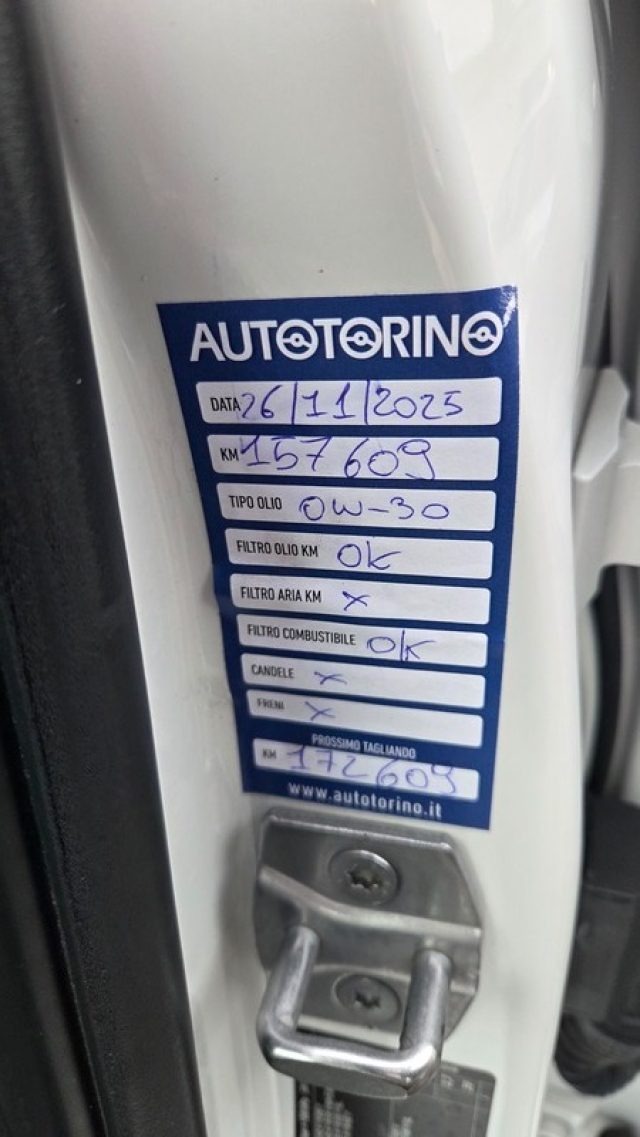 AUTOTORINO
DATA 26/11/2025
KM 157609
TIPO OLIO 0W-30
FILTRO OLIO KM OK
FILTRO ARIA KM x
FILTRO COMBUSTIBILE OK
CANDELE x
FRENI x
PROSSIMO TAGLIANDO
KM 172609
www.autotorino.it